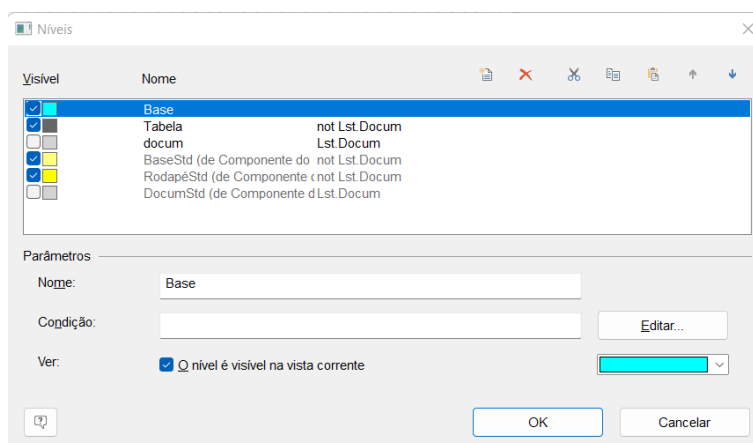 Níveis
Visível Nome
Base
Tabela not Lst.Docum
docum Lst.Docum
BaseStd (de Componente do not Lst.Docum
RodapéStd (de Componente not Lst.Docum
DocumStd (de Componente d Lst.Docum
Parâmetros
Nome: Base
Condição: Editar...
Ver: O nível é visível na vista corrente
OK Cancelar